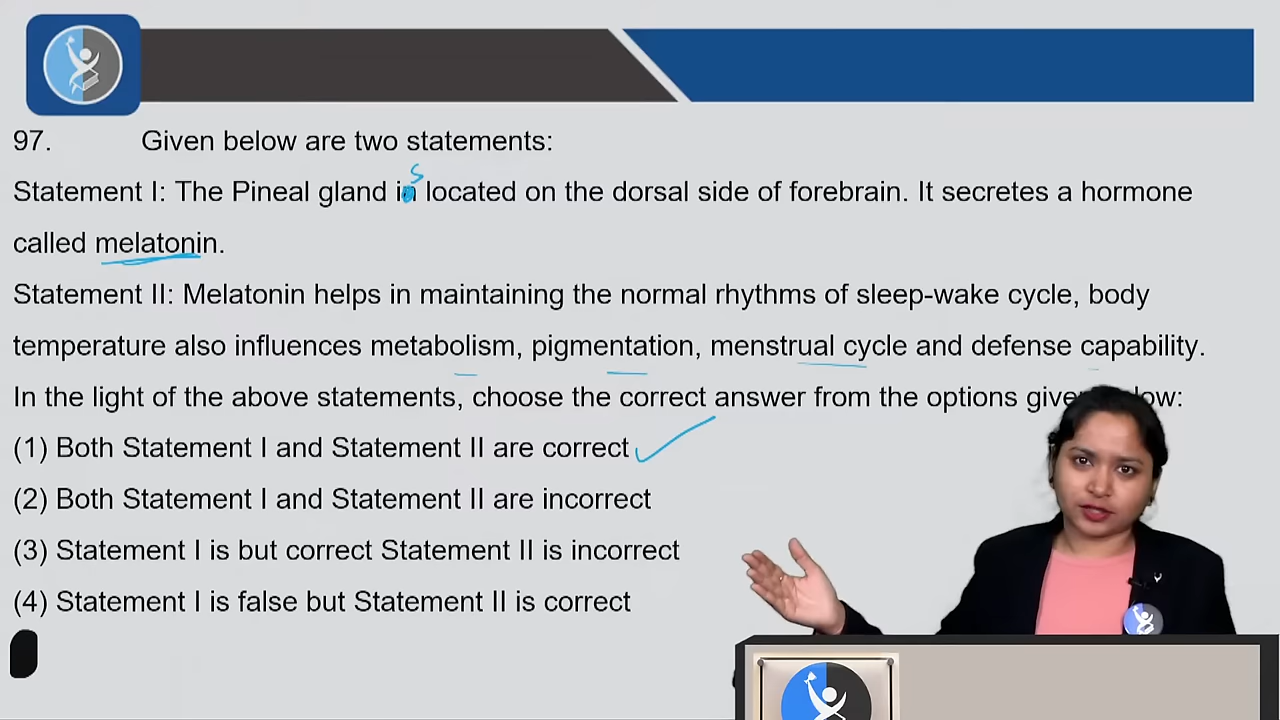 97. Given below are two statements:
s
Statement I: The Pineal gland in located on the dorsal side of forebrain. It secretes a hormone
called melatonin.
Statement II: Melatonin helps in maintaining the normal rhythms of sleep-wake cycle, body
temperature also influences metabolism, pigmentation, menstrual cycle and defense capability.
In the light of the above statements, choose the correct answer from the options given low:
(1) Both Statement I and Statement II are correct
(2) Both Statement I and Statement II are incorrect
(3) Statement I is but correct Statement II is incorrect
(4) Statement I is false but Statement II is correct